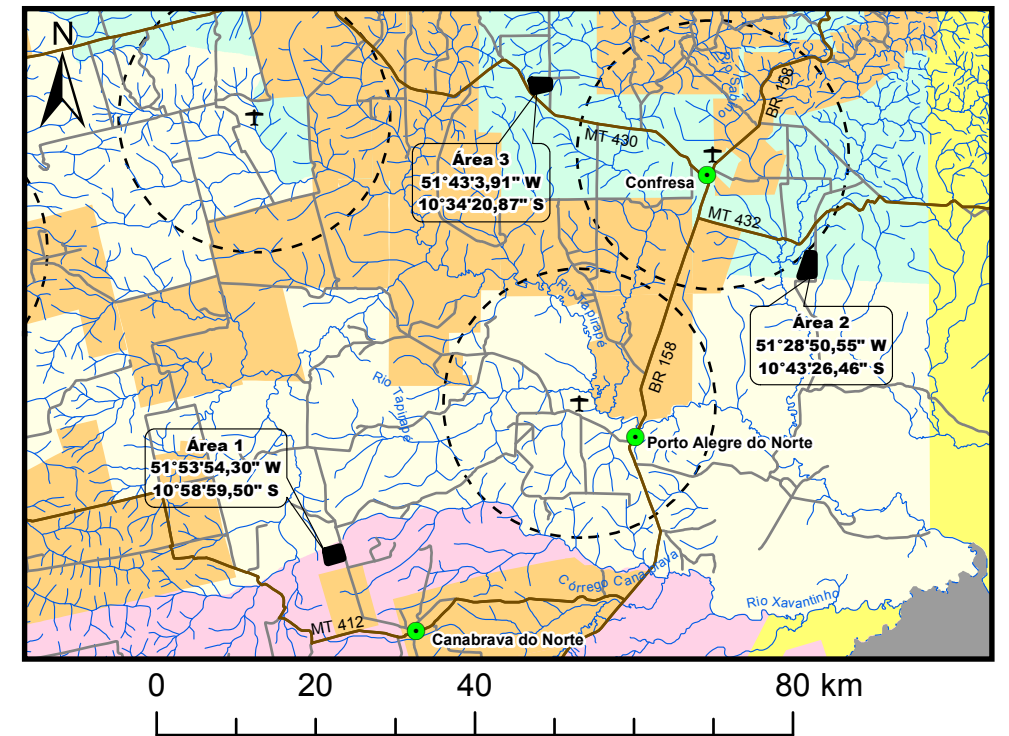 N
Rio Sabino
BR 158
MT 430
Área 3
51°43'3,91" W
10°34'20,87" S
Confresa
MT 432
Rio Tapirapé
Área 2
51°28'50,55" W
10°43'26,46" S
BR 158
Rio Tapirapé
Porto Alegre do Norte
Área 1
51°53'54,30" W
10°58'59,50" S
Córrego Canabrava
Rio Xavantinho
MT 412
Canabrava do Norte
0 20 40 80 km